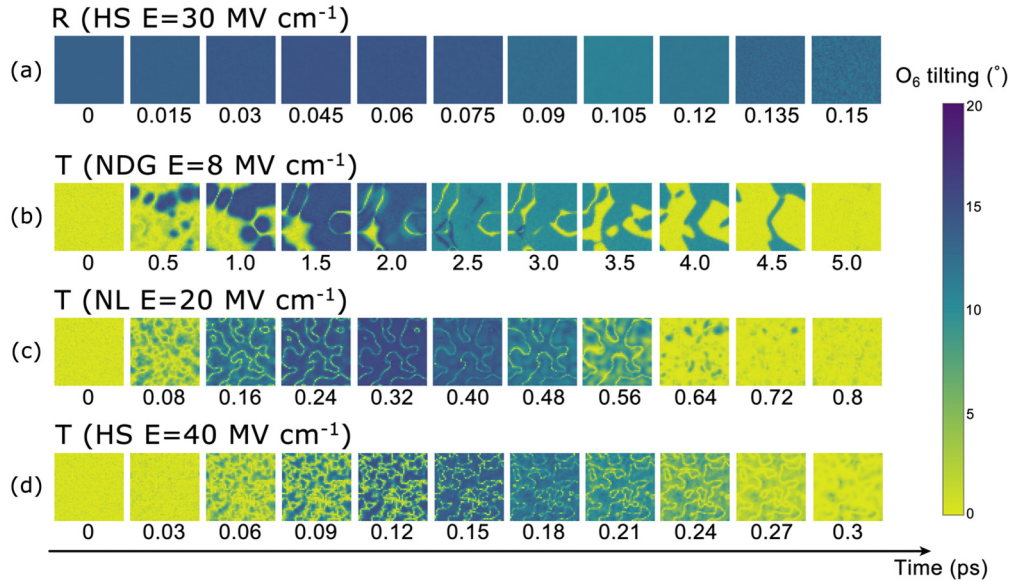 R (HS E=30 MV cm⁻¹)
(a)
0 0.015 0.03 0.045 0.06 0.075 0.09 0.105 0.12 0.135 0.15
T (NDG E=8 MV cm⁻¹)
(b)
0 0.5 1.0 1.5 2.0 2.5 3.0 3.5 4.0 4.5 5.0
T (NL E=20 MV cm⁻¹)
(c)
0 0.08 0.16 0.24 0.32 0.40 0.48 0.56 0.64 0.72 0.8
T (HS E=40 MV cm⁻¹)
(d)
0 0.03 0.06 0.09 0.12 0.15 0.18 0.21 0.24 0.27 0.3
Time (ps)
O₆ tilting (°)
20
15
10
5
0